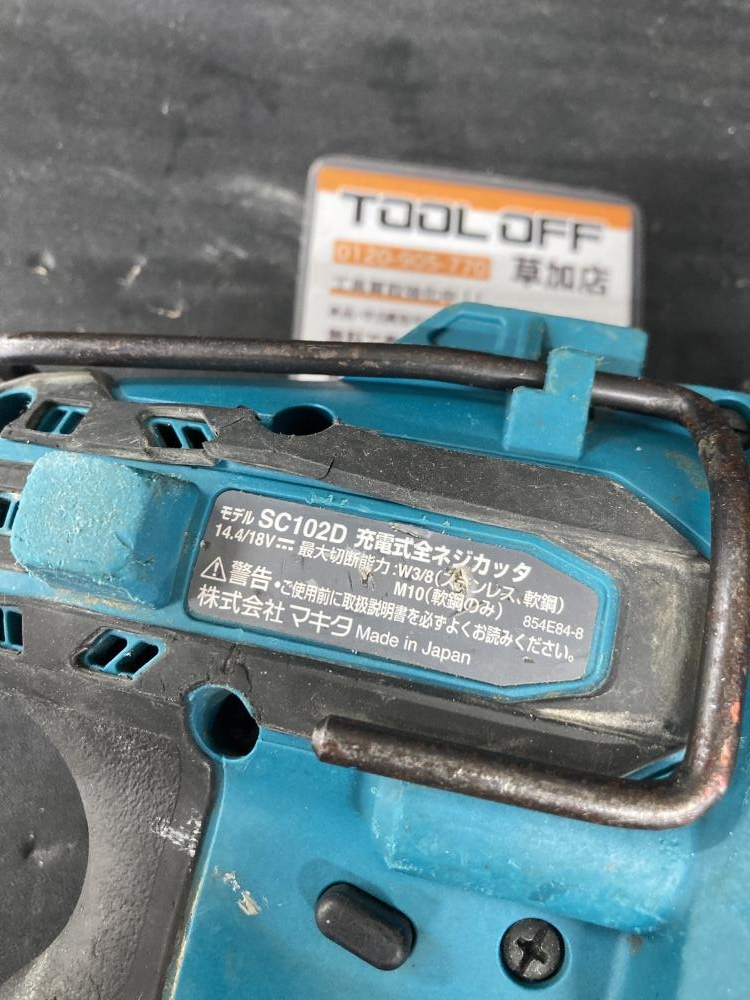 TOOL OFF
0120-905-770 草加店
モデル SC102D 充電式全ネジカッタ
14.4/18V 最大切断能力:W3/8(ステンレス、軟鋼)
M10(軟鋼のみ) 854E84-8
警告 ・ご使用前に取扱説明書を必ずよくお読みください。
株式会社 マキタ Made in Japan